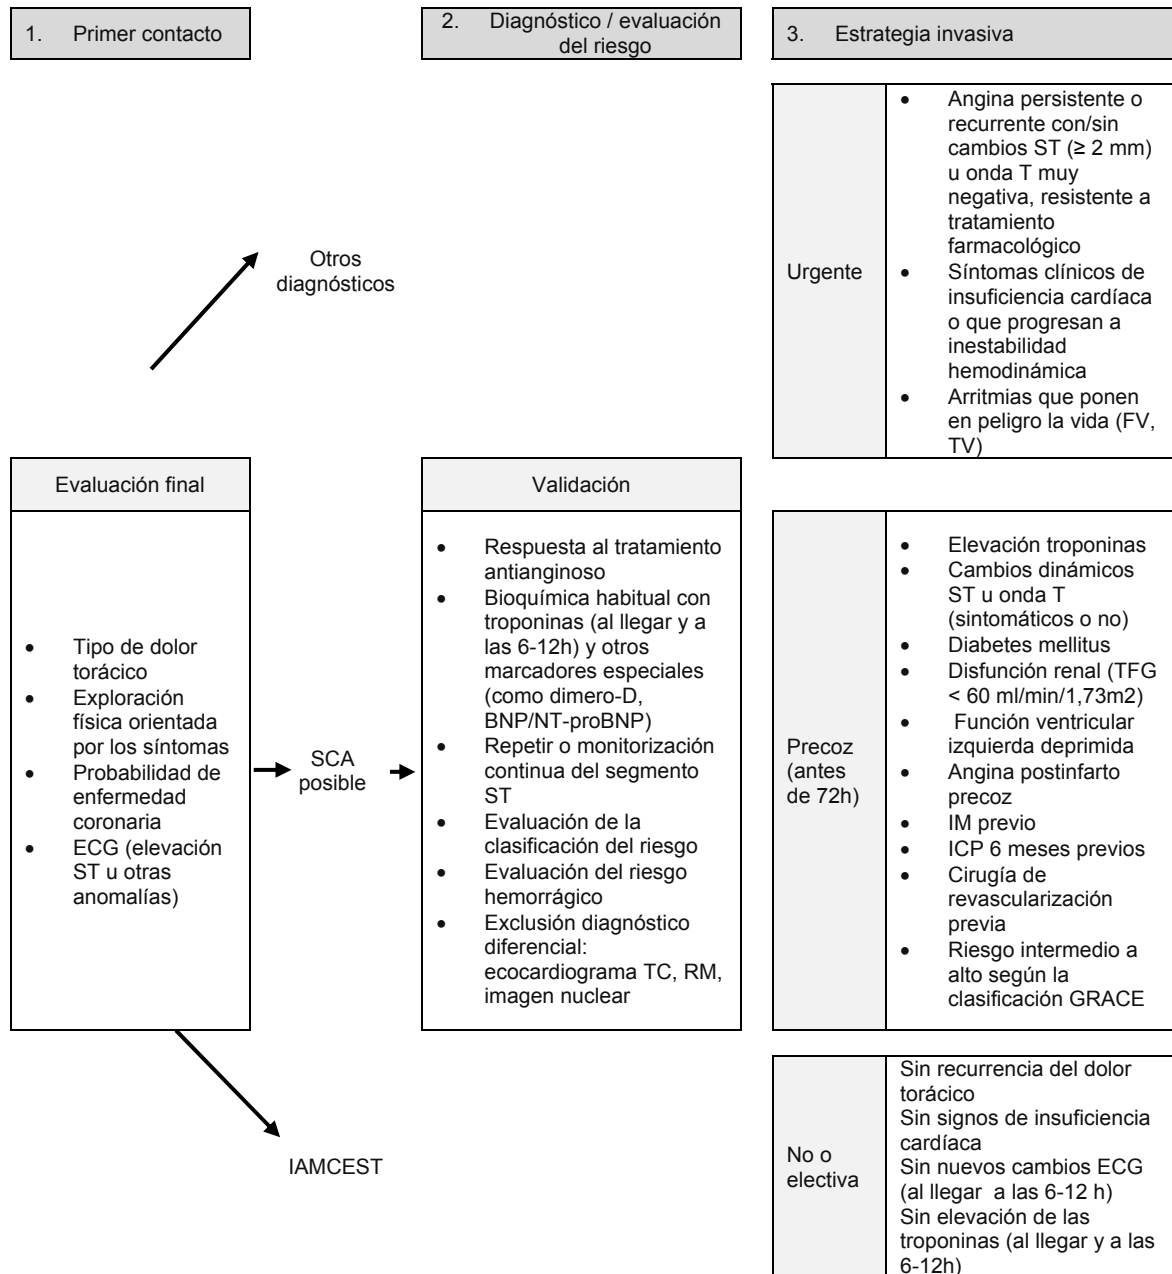 1. Primer contacto
2. Diagnóstico / evaluación
del riesgo
3. Estrategia invasiva
Otros
diagnósticos
Evaluación final
• Tipo de dolor
torácico
• Exploración
física orientada
por los síntomas
• Probabilidad de
enfermedad
coronaria
• ECG (elevación
ST u otras
anomalías)
SCA
posible
IAMCEST
Validación
• Respuesta al tratamiento
antianginoso
• Bioquímica habitual con
troponinas (al llegar y a
las 6-12h) y otros
marcadores especiales
(como dimero-D,
BNP/NT-proBNP)
• Repetir o monitorización
continua del segmento
ST
• Evaluación de la
clasificación del riesgo
• Evaluación del riesgo
hemorrágico
• Exclusión diagnóstico
diferencial:
ecocardiograma TC, RM,
imagen nuclear
Urgente
• Angina persistente o
recurrente con/sin
cambios ST (≥ 2 mm)
u onda T muy
negativa, resistente a
tratamiento
farmacológico
• Síntomas clínicos de
insuficiencia cardíaca
o que progresan a
inestabilidad
hemodinámica
• Arritmias que ponen
en peligro la vida (FV,
TV)
Precoz
(antes
de 72h)
• Elevación troponinas
• Cambios dinámicos
ST u onda T
(sintomáticos o no)
• Diabetes mellitus
• Disfunción renal (TFG
< 60 ml/min/1,73m2)
• Función ventricular
izquierda deprimida
• Angina postinfarto
precoz
• IM previo
• ICP 6 meses previos
• Cirugía de
revascularización
previa
• Riesgo intermedio a
alto según la
clasificación GRACE
No o
electiva
Sin recurrencia del dolor
torácico
Sin signos de insuficiencia
cardíaca
Sin nuevos cambios ECG
(al llegar a las 6-12 h)
Sin elevación de las
troponinas (al llegar y a las
6-12h)